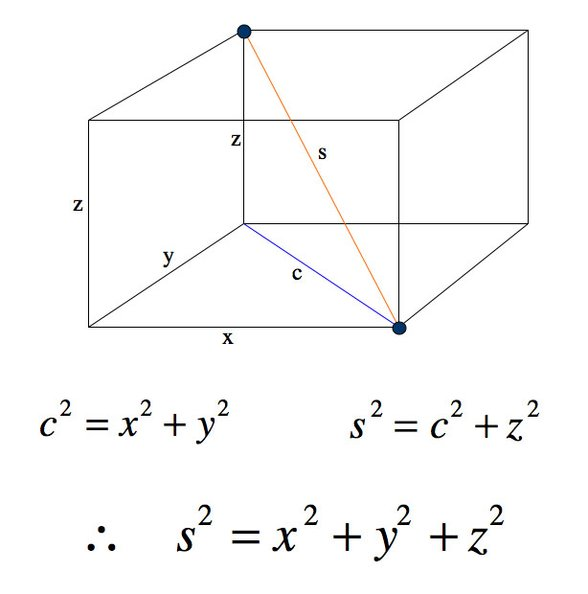 z
s
z
y
c
x
c² = x² + y²
s² = c² + z²
∴ s² = x² + y² + z²